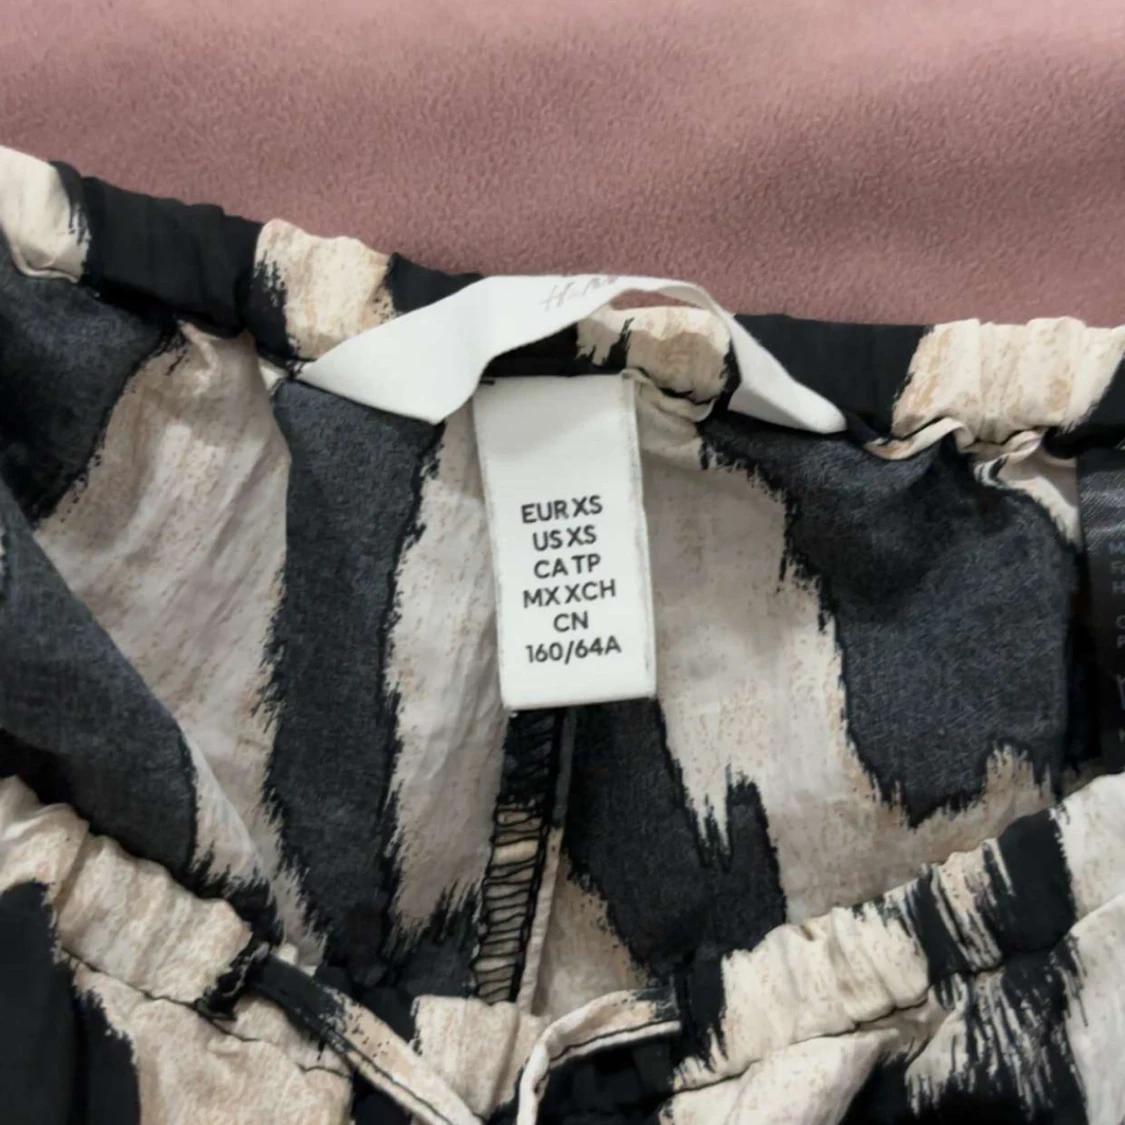 EUR XS
US XS
CA TP
MX XCH
CN
160/64A